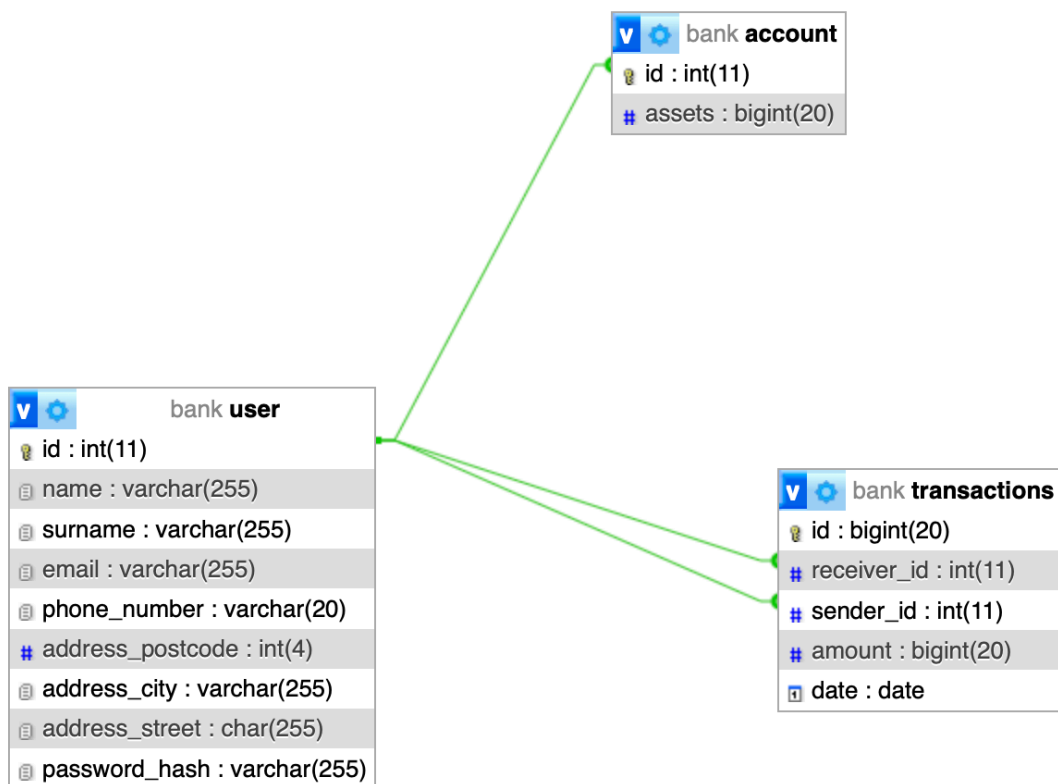 bank account
id : int(11)
assets : bigint(20)
bank user
id : int(11)
name : varchar(255)
surname : varchar(255)
email : varchar(255)
phone_number : varchar(20)
address_postcode : int(4)
address_city : varchar(255)
address_street : char(255)
password_hash : varchar(255)
bank transactions
id : bigint(20)
receiver_id : int(11)
sender_id : int(11)
amount : bigint(20)
date : date